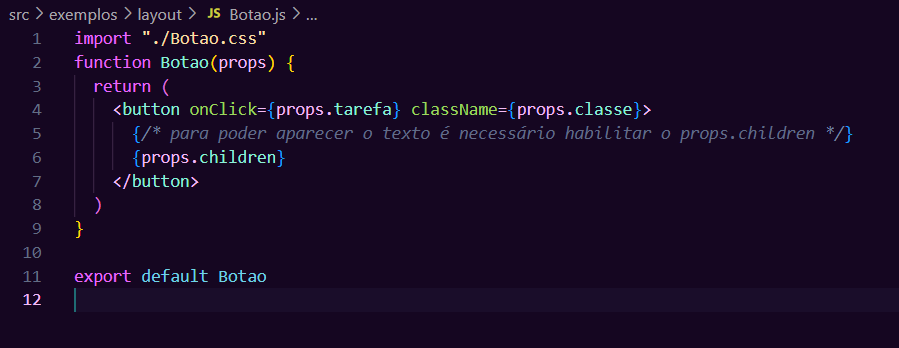 src > exemplos > layout > JS Botao.js > ...
1 import "./Botao.css"
2 function Botao(props) {
3 return (
4 <button onClick={props.tarefa} className={props.classe}>
5 {/* para poder aparecer o texto é necessário habilitar o props.children */}
6 {props.children}
7 </button>
8 )
9 }
10
11 export default Botao
12